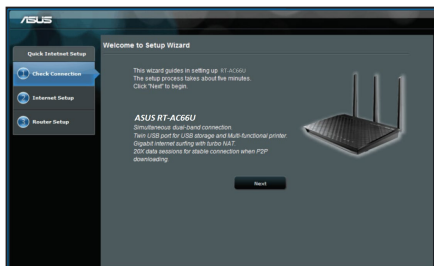 ASUS
Quick Internet Setup
1 Check Connection
2 Internet Setup
3 Router Setup
Welcome to Setup Wizard
This wizard guides in setting up RT-AC66U
The setup process takes about five minutes.
Click "Next" to begin.
ASUS RT-AC66U
Simultaneous dual-band connection.
Twin USB port for USB storage and Multi-functional printer.
Gigabit internet surfing with turbo NAT.
20X data sessions for stable connection when P2P
downloading.
Next